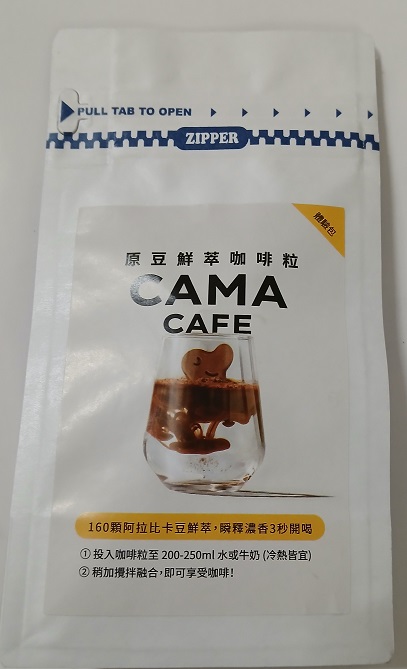 PULL TAB TO OPEN
ZIPPER
體驗包
原豆鮮萃咖啡粒
CAMA
CAFE
160顆阿拉比卡豆鮮萃,瞬釋濃香3秒開喝
① 投入咖啡粒至 200-250ml 水或牛奶 (冷熱皆宜)
② 稍加攪拌融合,即可享受咖啡!